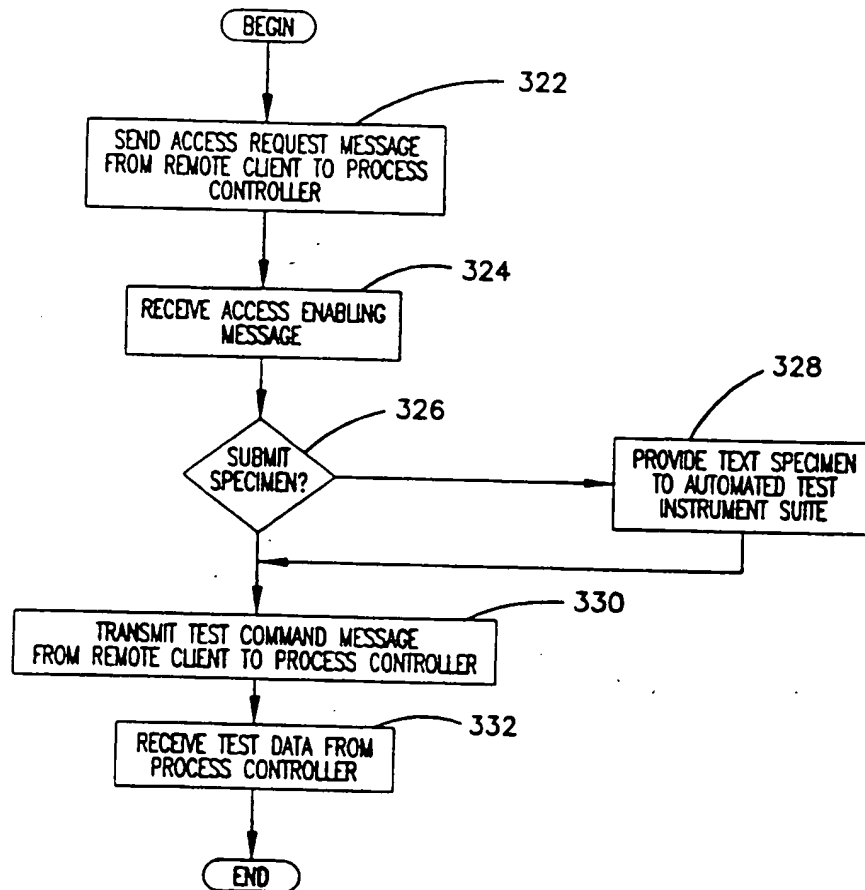 BEGIN
322
SEND ACCESS REQUEST MESSAGE
FROM REMOTE CLIENT TO PROCESS
CONTROLLER
324
RECEIVE ACCESS ENABLING
MESSAGE
326
SUBMIT
SPECIMEN?
328
PROVIDE TEXT SPECIMEN
TO AUTOMATED TEST
INSTRUMENT SUITE
330
TRANSMIT TEST COMMAND MESSAGE
FROM REMOTE CLIENT TO PROCESS CONTROLLER
332
RECEIVE TEST DATA FROM
PROCESS CONTROLLER
END